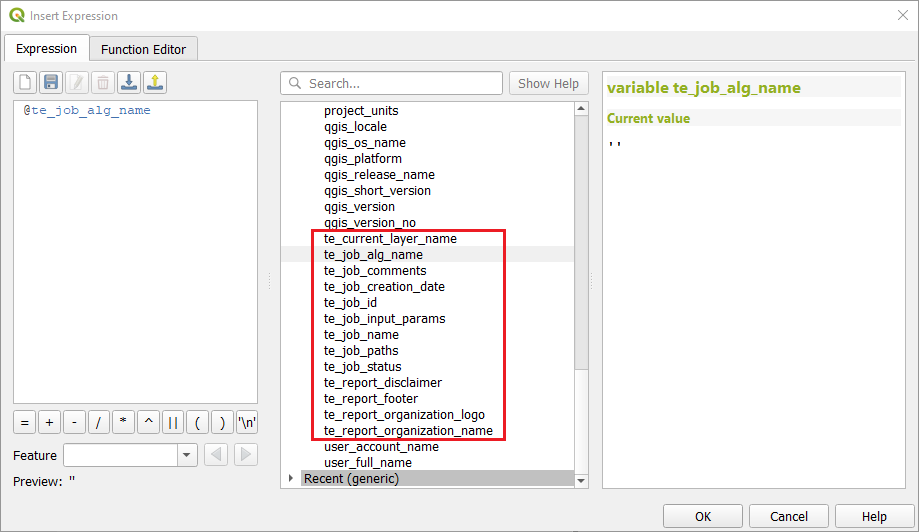 Insert Expression
Expression
Function Editor
Search...
Show Help
@te_job_alg_name
= + - / * ^ || ( ) '\n'
Feature
Preview: ''
project_units
qgis_locale
qgis_os_name
qgis_platform
qgis_release_name
qgis_short_version
qgis_version
qgis_version_no
te_current_layer_name
te_job_alg_name
te_job_comments
te_job_creation_date
te_job_id
te_job_input_params
te_job_name
te_job_paths
te_job_status
te_report_disclaimer
te_report_footer
te_report_organization_logo
te_report_organization_name
user_account_name
user_full_name
Recent (generic)
variable te_job_alg_name
Current value
''
OK
Cancel
Help